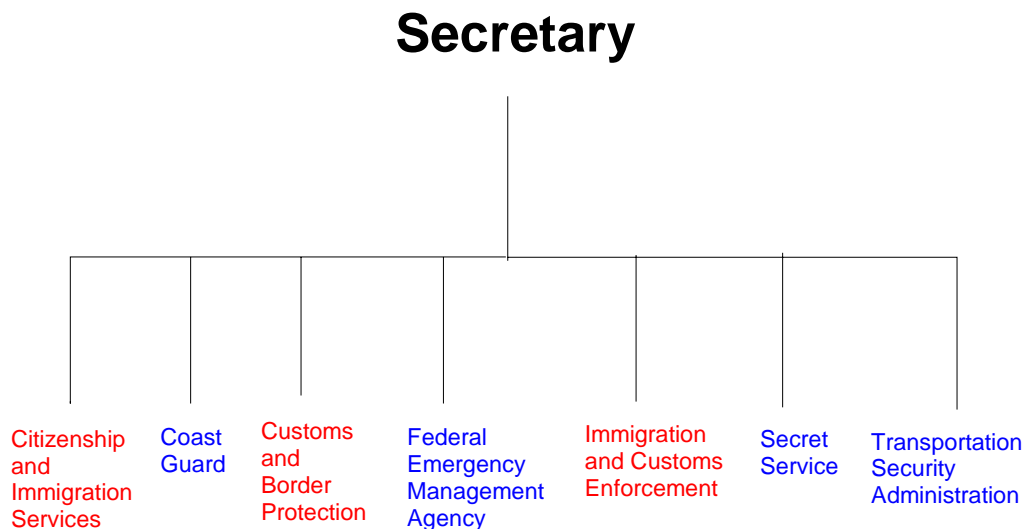 Secretary
Citizenship
and
Immigration
Services
Coast
Guard
Customs
and
Border
Protection
Federal
Emergency
Management
Agency
Immigration
and Customs
Enforcement
Secret
Service
Transportation
Security
Administration